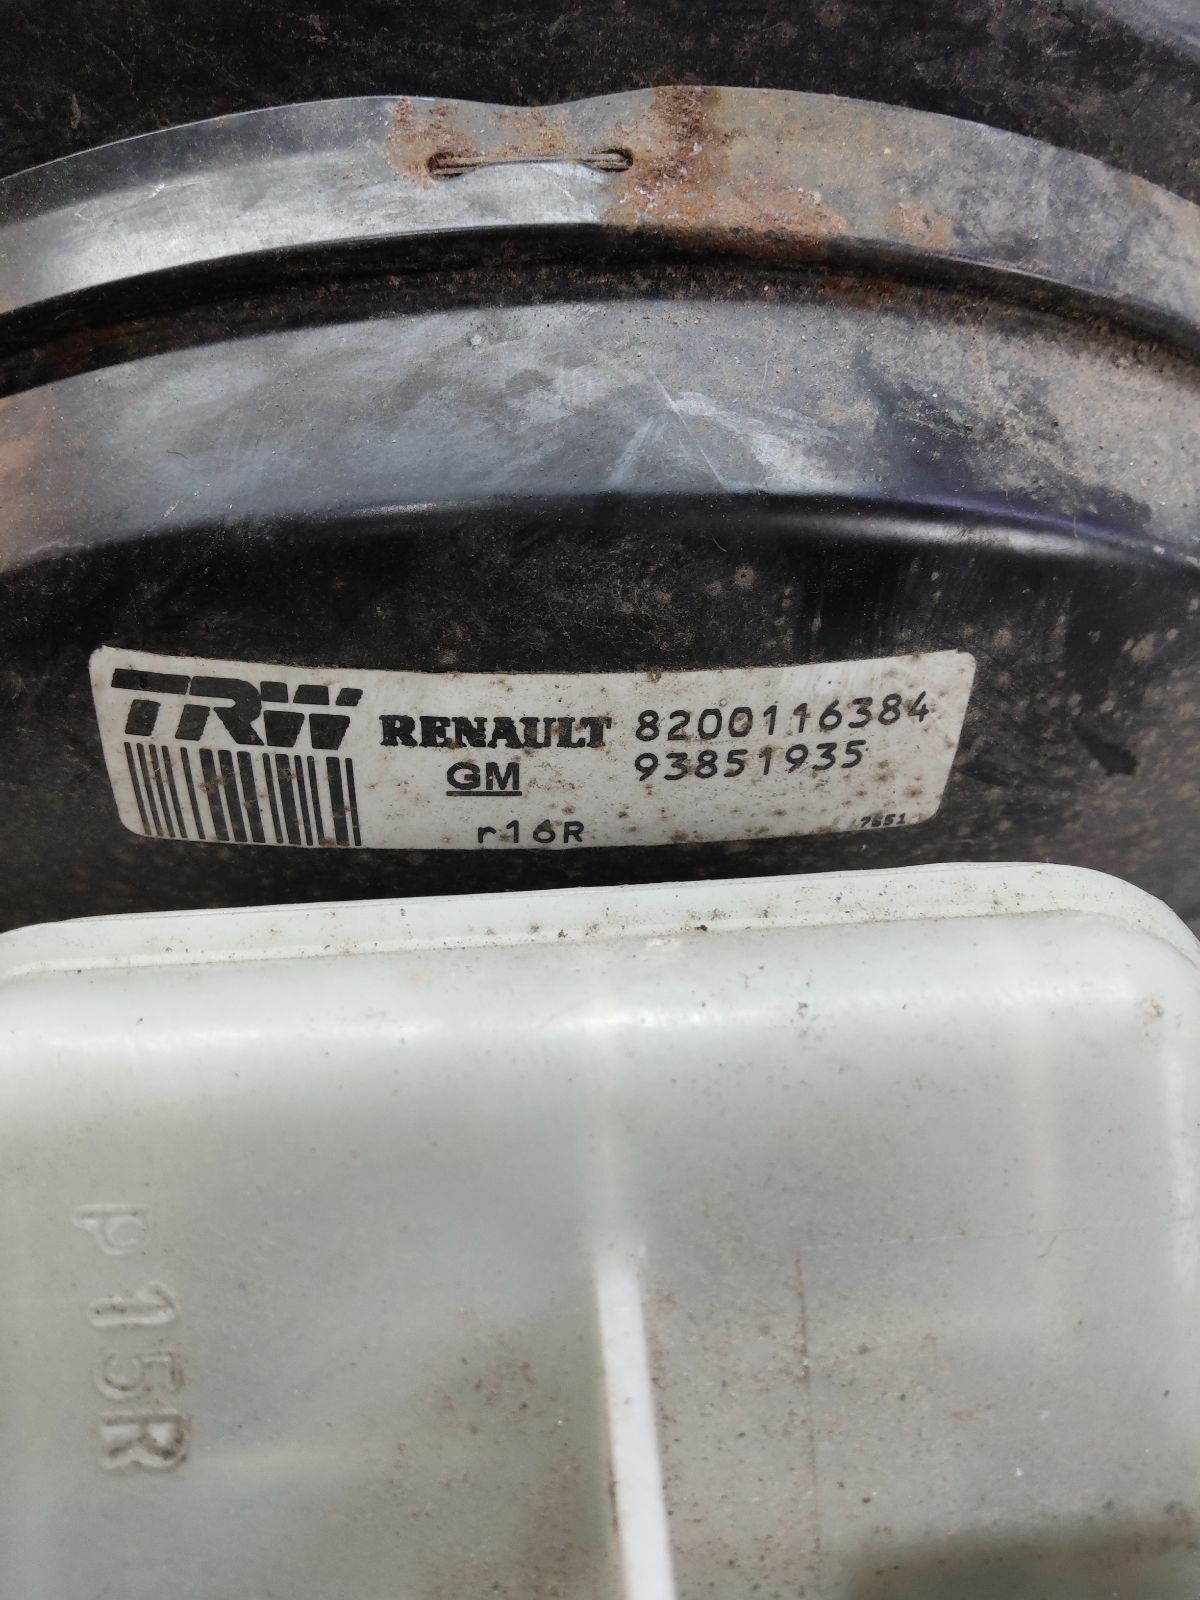 TRW RENAULT 8200116384
GM 93851935
r16R
P15R